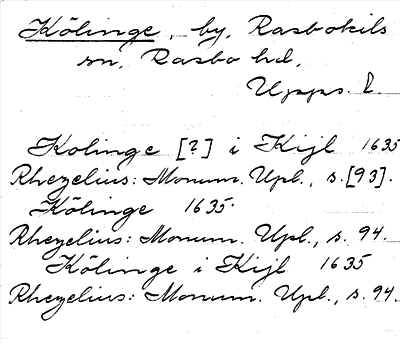 Kölinge, by, Rasbokils
sn, Rasbo hd,
Upps. l.
Kolinge [?] i Kijl 1635
Rhezelius: Monum. Upl., s. [93].
Kölinge 1635.
Rhezelius: Monum. Upl., s. 94.
Kölinge i Kijl 1635
Rhezelius: Monum. Upl., s. 94.